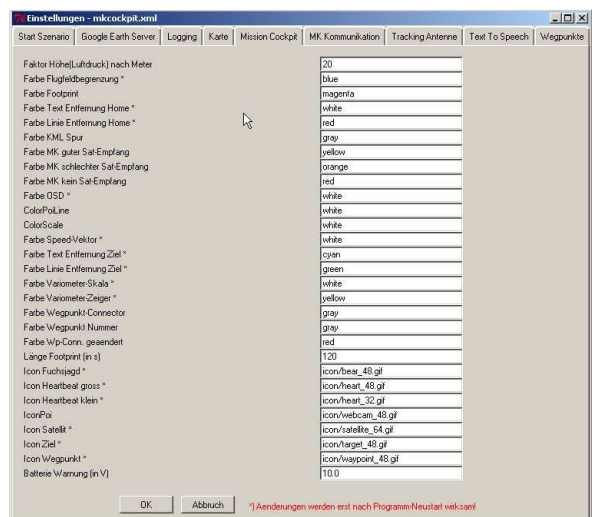 Einstellungen - mkcockpit.xml
Start Szenario Google Earth Server Logging Karte Mission Cockpit MK Kommunikation Tracking Antenne Text To Speech Wegpunkte
Faktor Höhe(Luftdruck) nach Meter 20
Farbe Flugfeldbegrenzung * blue
Farbe Footprint magenta
Farbe Text Entfernung Home * white
Farbe Linie Entfernung Home * red
Farbe KML Spur gray
Farbe MK guter Sat-Empfang yellow
Farbe MK schlechter Sat-Empfang orange
Farbe MK kein Sat-Empfang red
Farbe OSD * white
ColorPoiLine white
ColorScale white
Farbe Speed-Vektor * white
Farbe Text Entfernung Ziel * cyan
Farbe Linie Entfernung Ziel * green
Farbe Variometer-Skala * white
Farbe Variometer-Zeiger * yellow
Farbe Wegpunkt-Connector gray
Farbe Wegpunkt Nummer gray
Farbe Wp-Conn. geaendert red
Länge Footprint (in s) 120
Icon Fuchsjagd * icon/bear_48.gif
Icon Heartbeat gross * icon/heart_48.gif
Icon Heartbeat klein * icon/heart_32.gif
IconPoi icon/webcam_48.gif
Icon Satellit * icon/satellite_64.gif
Icon Ziel * icon/target_48.gif
Icon Wegpunkt * icon/waypoint_48.gif
Batterie Warnung (in V) 10.0
OK Abbruch *) Aenderungen werden erst nach Programm-Neustart wirksam!